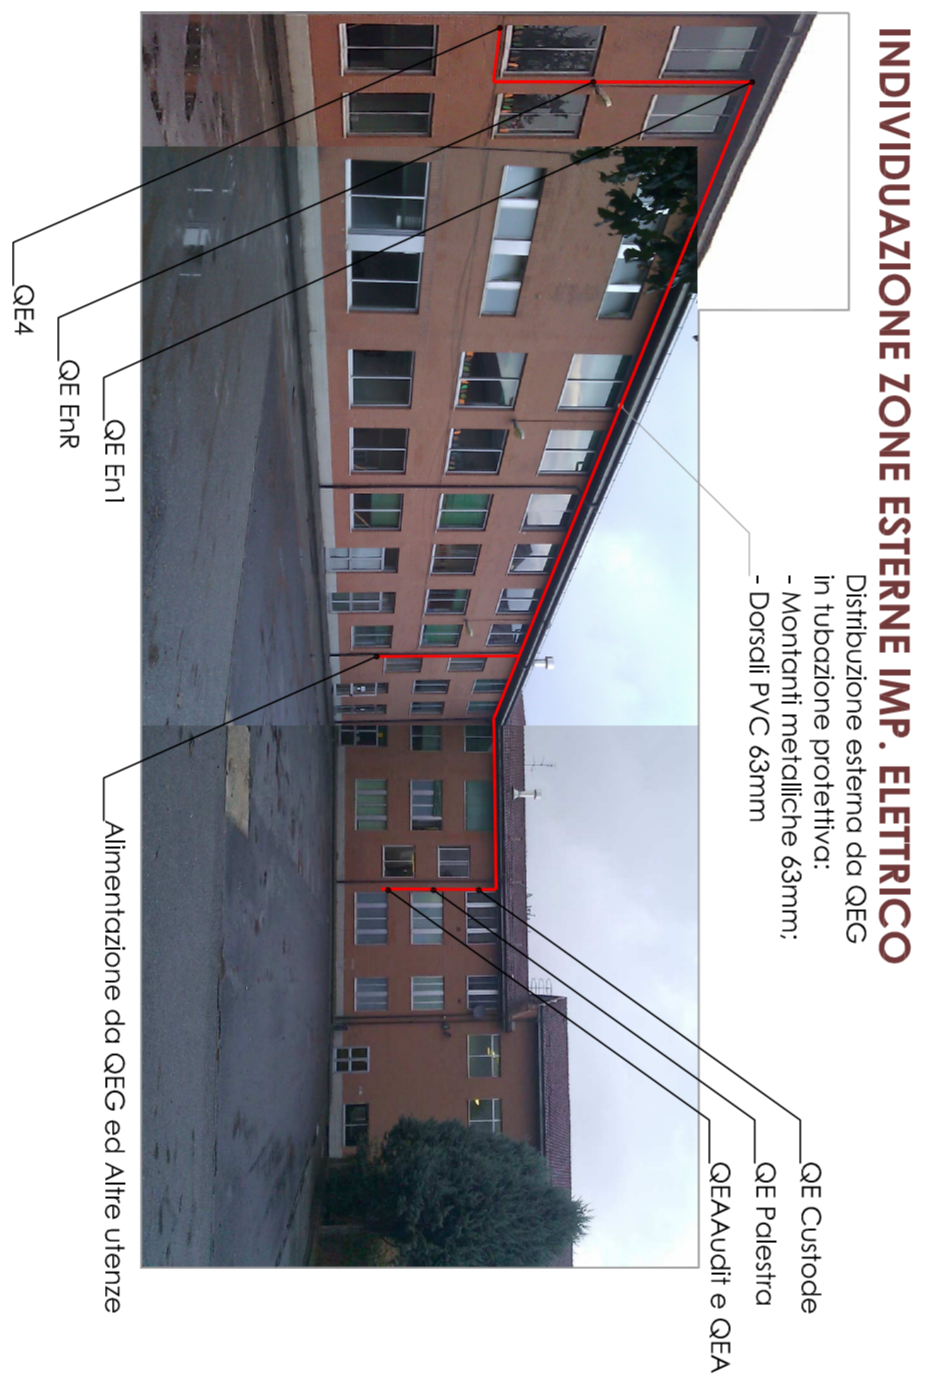 INDIVIDUAZIONE ZONE ESTERNE IMP. ELETTRICO
Distribuzione esterna da QEG
in tubazione protettiva:
- Montanti metalliche 63mm;
- Dorsali PVC 63mm
QE Custode
QE Palestra
QEAAudit e QEA
QE4
QE EnR
QE En1
Alimentazione da QEG ed Altre utenze